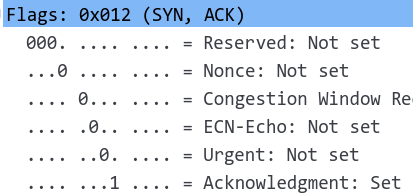 Flags: 0x012 (SYN, ACK)
000. .... .... = Reserved: Not set
...0 .... .... = Nonce: Not set
.... 0... .... = Congestion Window Re
.... .0.. .... = ECN-Echo: Not set
.... ..0. .... = Urgent: Not set
.... ...1 .... = Acknowledgment: Set